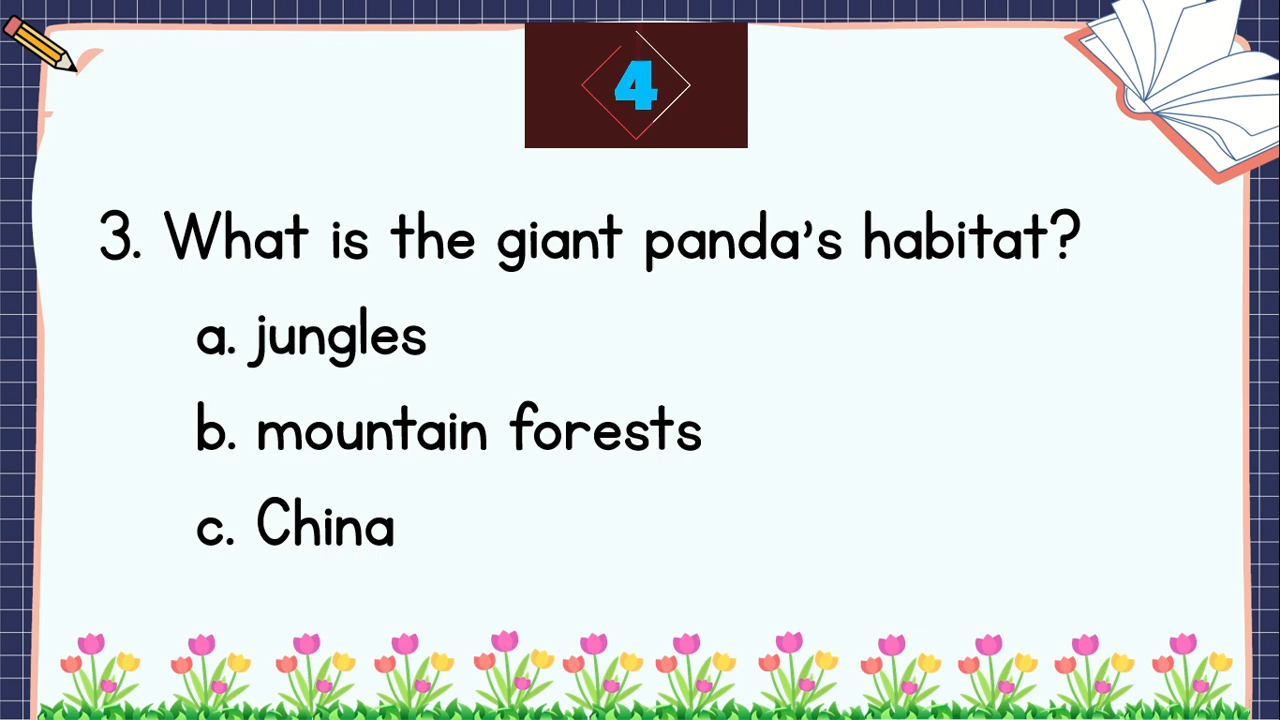 4
3. What is the giant panda's habitat?
a. jungles
b. mountain forests
c. China